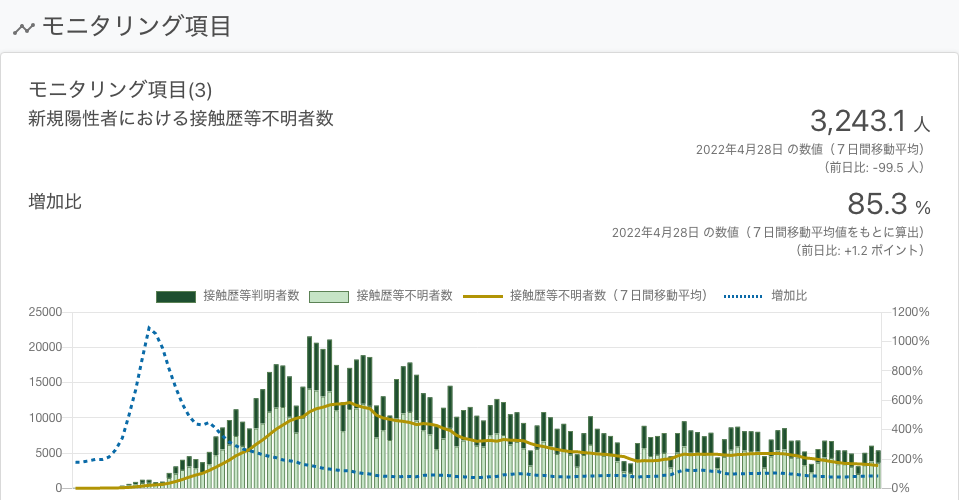 モニタリング項目
モニタリング項目(3)
新規陽性者における接触歴等不明者数
3,243.1 人
2022年4月28日 の数値（７日間移動平均）
（前日比: -99.5 人）
増加比
85.3 %
2022年4月28日 の数値（７日間移動平均値をもとに算出）
（前日比: +1.2 ポイント）
接触歴等判明者数 接触歴等不明者数 接触歴等不明者数（７日間移動平均） 増加比
25000 1200%
20000 1000%
15000 800%
10000 600%
5000 400%
0 200%
0%